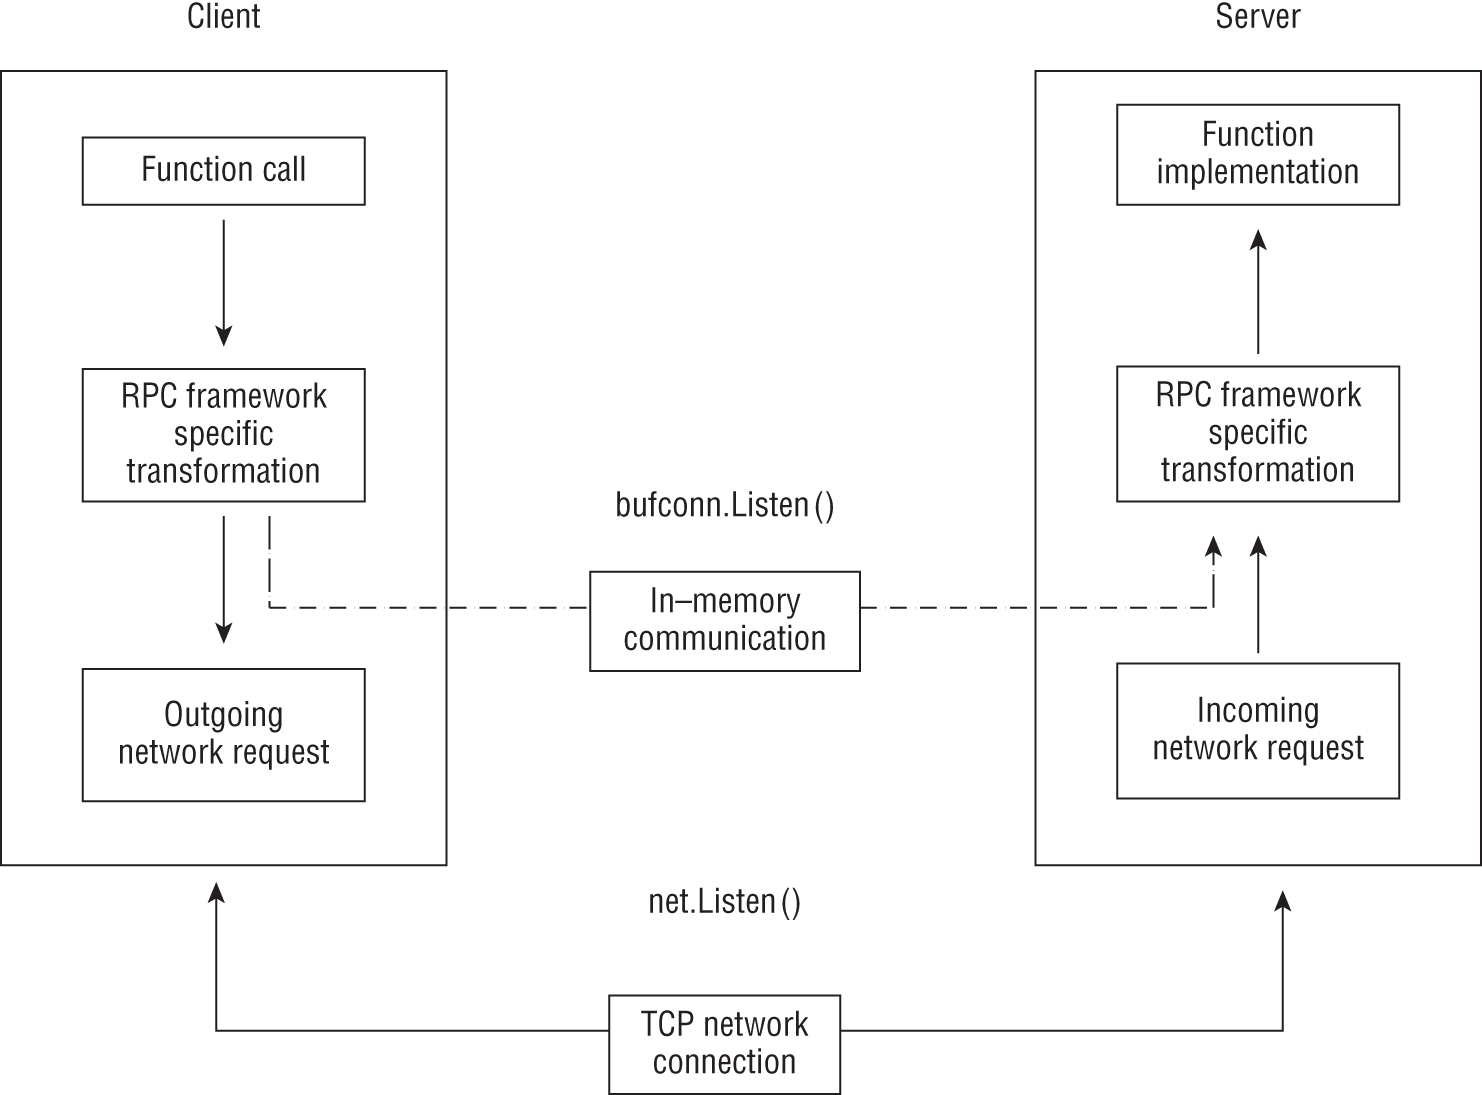 Client
Server
Function call
Function
implementation
RPC framework
specific
transformation
RPC framework
specific
transformation
bufconn.Listen()
In–memory
communication
Outgoing
network request
Incoming
network request
net.Listen()
TCP network
connection